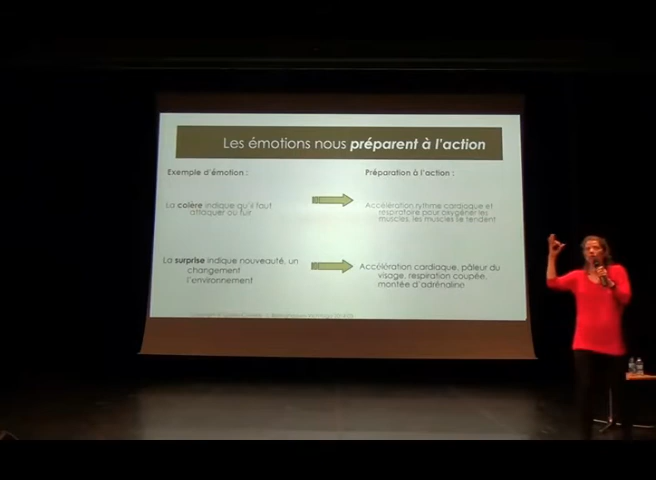 Les émotions nous préparent à l'action
Exemple d'émotion :
Préparation à l'action :
La colère indique qu'il faut
attaquer ou fuir
Accélération rythme cardiaque et
respiratoire pour oxygéner les
muscles, les muscles se tendent
La surprise indique nouveauté, un
changement
l'environnement
Accélération cardiaque, pâleur du
visage, respiration coupée,
montée d'adrénaline